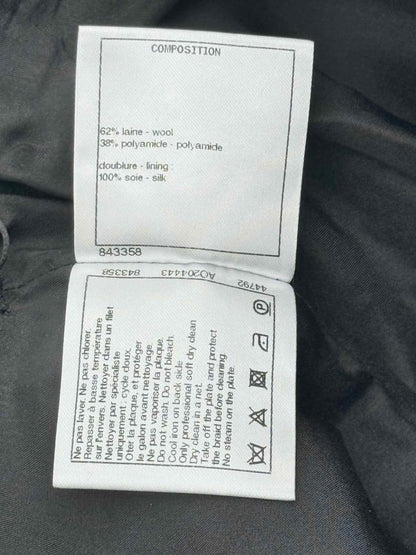 COMPOSITION
62% laine - wool
38% polyamide - polyamide
doublure - lining :
100% soie - silk
843358
843358
AO204443
44792
Ne pas laver. Ne pas chlorer.
Repasser à basse température
sur l'envers. Nettoyer dans un filet
Nettoyer par spécialiste
uniquement : cycle doux.
Oter la plaque, et protéger
le galon avant nettoyage.
Ne pas vaporiser la plaque.
Do not wash. Do not bleach.
Cool iron on back side
Only professional soft dry clean
Dry clean in a net.
Take off the plate and protect
the braid before cleaning.
No steam on the plate.
P